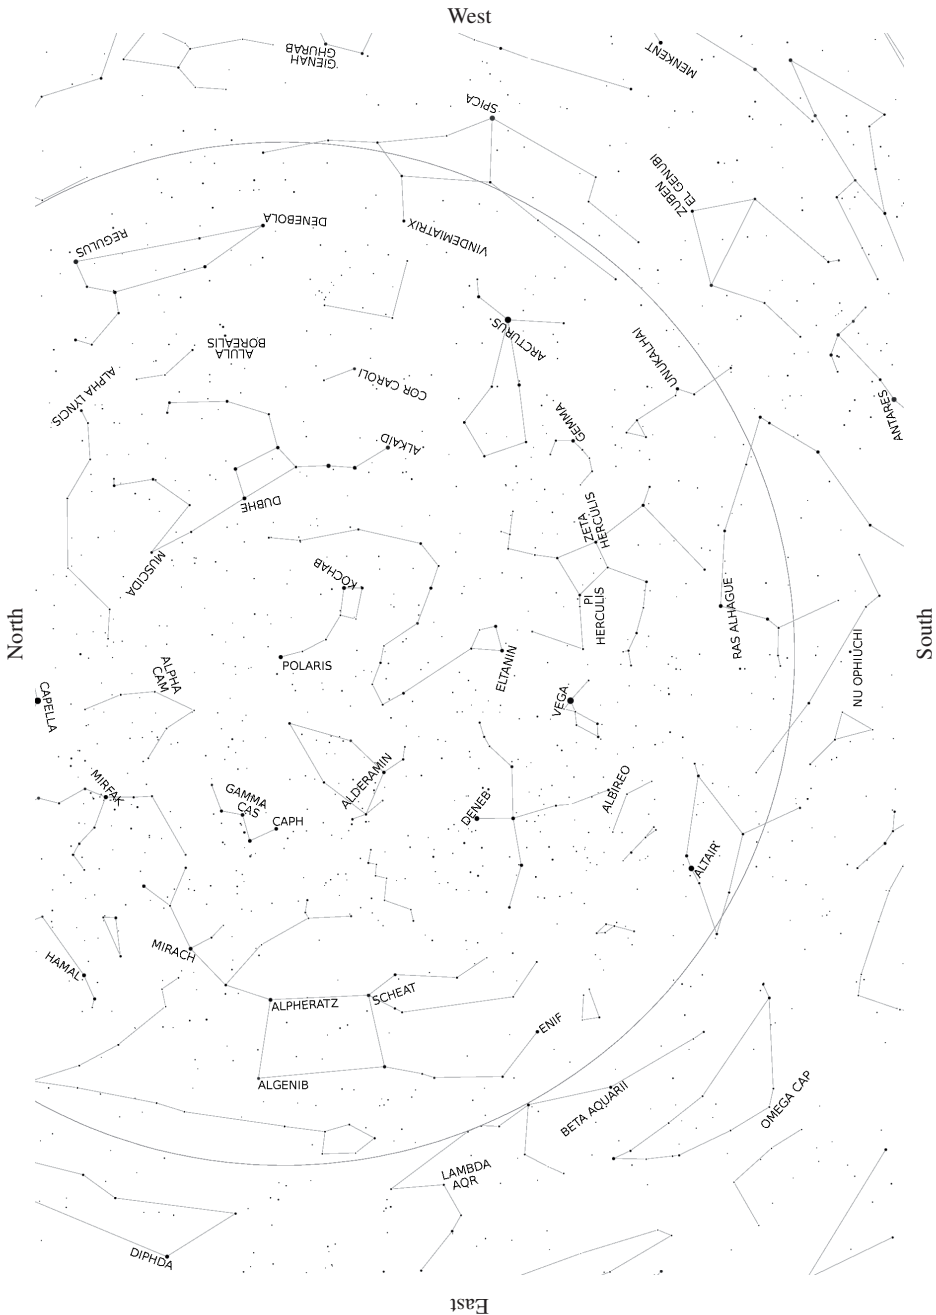 West
GIENAH
GHURAB
MENKENT
SPICA
ZUBEN
EL GENUBI
DENEBOLA
REGULUS
VINDEMIATRIX
ARCTURUS
ALULA
BOREALIS
UNUKALHAI
ALPHA LYNCIS
COR CAROLI
ANTARES
GEMMA
ALKAID
DUBHE
ZETA
HERCULIS
MUSCIDA
KOCHAB
PI
HERCULIS
RAS ALHAGUE
North
South
POLARIS
ELTANIN
NU OPHIUCHI
ALPHA
CAM
CAPELLA
VEGA
MIRFAK
ALDERAMIN
ALBIREO
GAMMA
CAS
CAPH
DENEB
ALTAIR
MIRACH
HAMAL
ALPHERATZ
SCHEAT
ENIF
ALGENIB
BETA AQUARII
OMEGA CAP
LAMBDA
AQR
DIPHDA
East